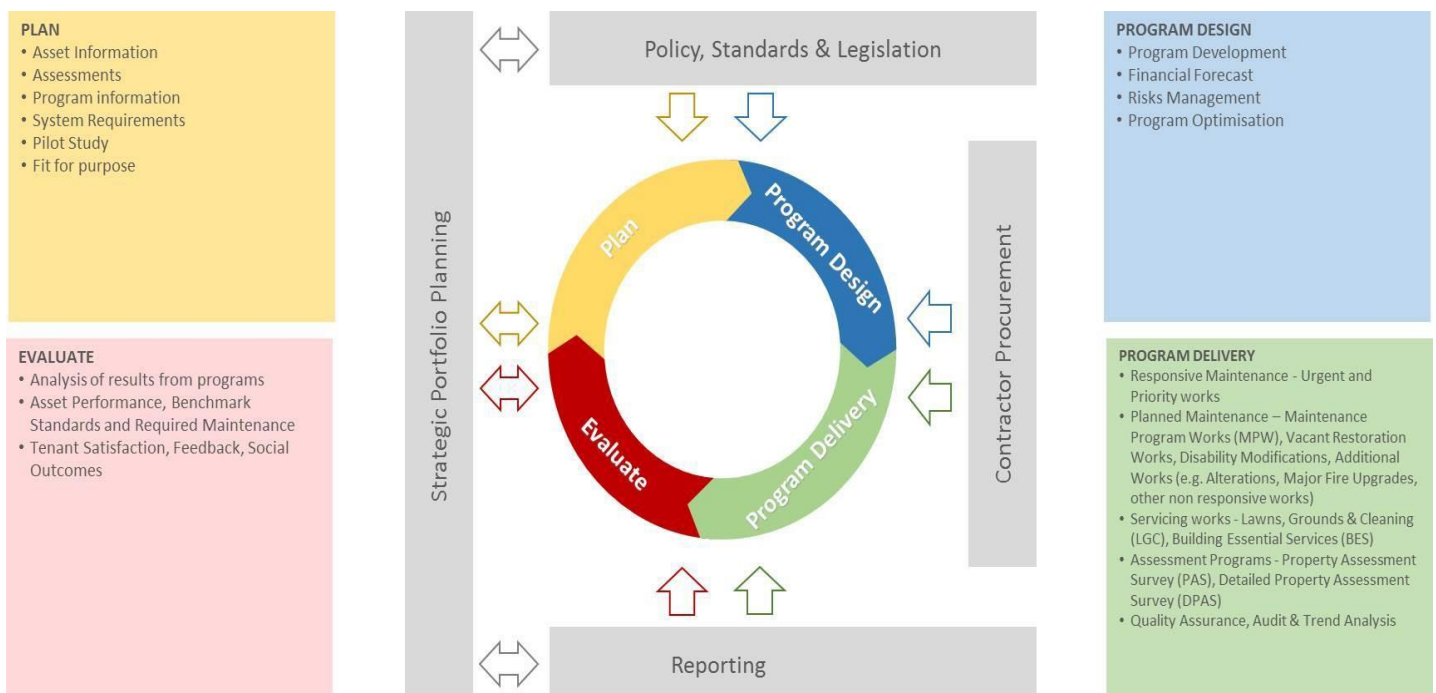 PLAN
• Asset Information
• Assessments
• Program information
• System Requirements
• Pilot Study
• Fit for purpose
EVALUATE
• Analysis of results from programs
• Asset Performance, Benchmark
Standards and Required Maintenance
• Tenant Satisfaction, Feedback, Social
Outcomes
Strategic Portfolio Planning
Policy, Standards & Legislation
Plan
Program Design
Program Delivery
Evaluate
Contractor Procurement
Reporting
PROGRAM DESIGN
• Program Development
• Financial Forecast
• Risks Management
• Program Optimisation
PROGRAM DELIVERY
• Responsive Maintenance - Urgent and
Priority works
• Planned Maintenance – Maintenance
Program Works (MPW), Vacant Restoration
Works, Disability Modifications, Additional
Works (e.g. Alterations, Major Fire Upgrades,
other non responsive works)
• Servicing works - Lawns, Grounds & Cleaning
(LGC), Building Essential Services (BES)
• Assessment Programs - Property Assessment
Survey (PAS), Detailed Property Assessment
Survey (DPAS)
• Quality Assurance, Audit & Trend Analysis